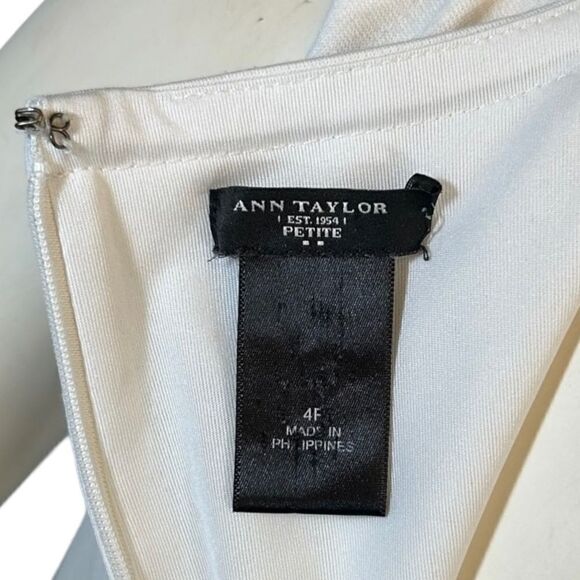 ANN TAYLOR
EST. 1954
PETITE
4P
MADE IN
PHILIPPINES